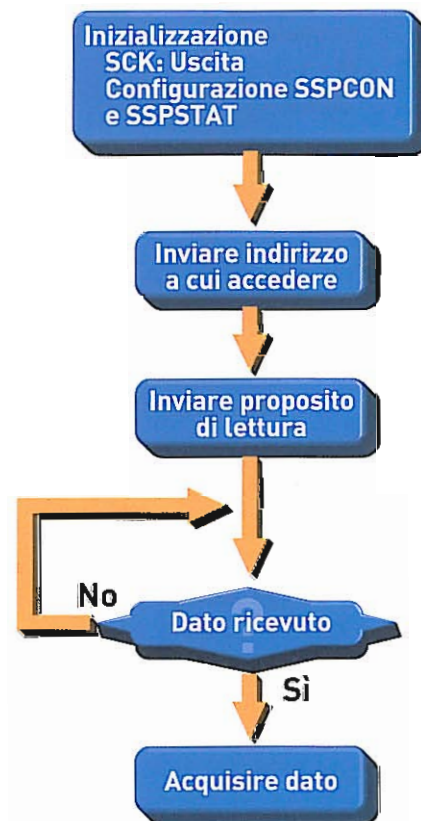 Inizializzazione
SCK: Uscita
Configurazione SSPCON
e SSPSTAT
Inviare indirizzo
a cui accedere
Inviare proposito
di lettura
No
?
Dato ricevuto
Sì
Acquisire dato